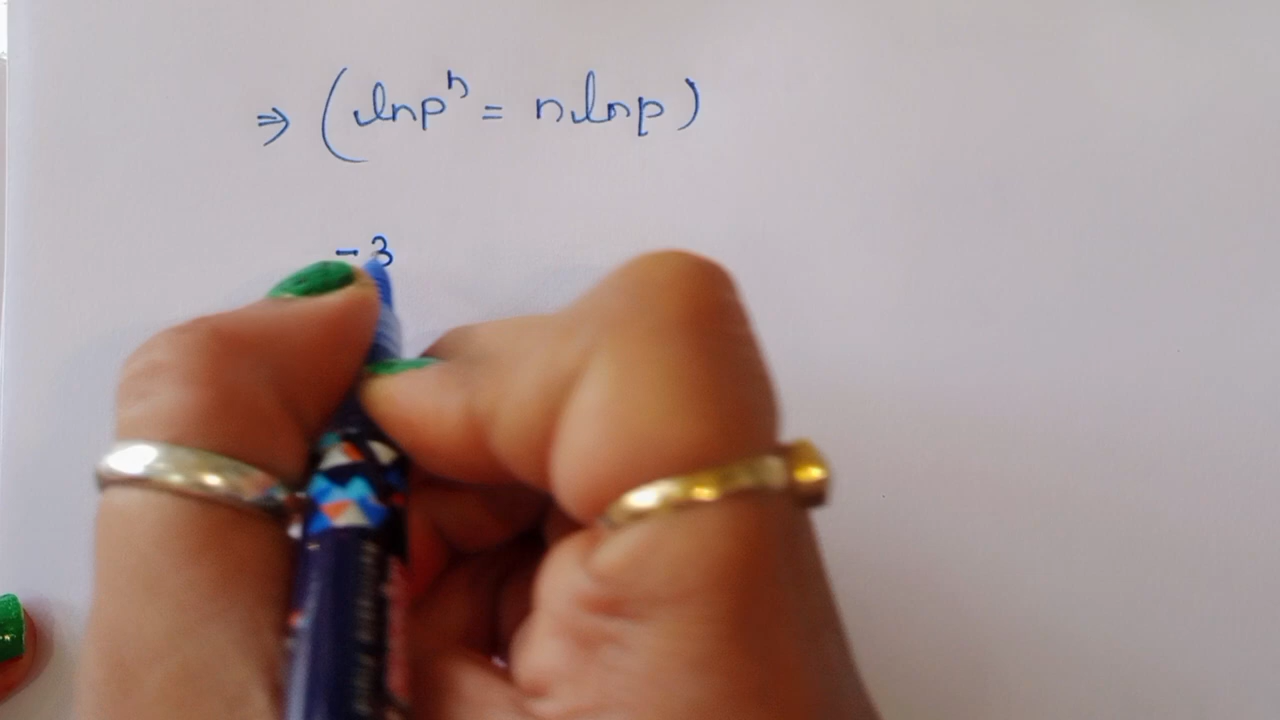 ⇒ (lnpⁿ = nlnp)
-3